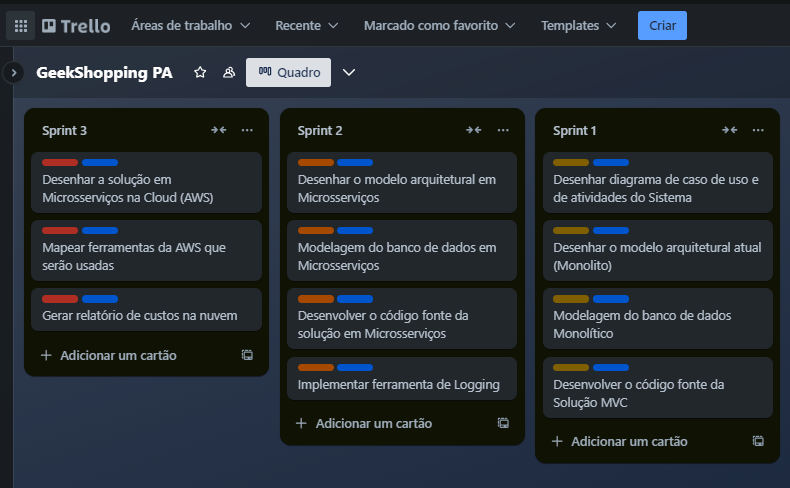 Trello
Áreas de trabalho
Recente
Marcado como favorito
Templates
Criar
GeekShopping PA
Quadro
Sprint 3
Desenhar a solução em
Microsserviços na Cloud (AWS)
Mapear ferramentas da AWS que
serão usadas
Gerar relatório de custos na nuvem
Adicionar um cartão
Sprint 2
Desenhar o modelo arquitetural em
Microsserviços
Modelagem do banco de dados em
Microsserviços
Desenvolver o código fonte da
solução em Microsserviços
Implementar ferramenta de Logging
Adicionar um cartão
Sprint 1
Desenhar diagrama de caso de uso e
de atividades do Sistema
Desenhar o modelo arquitetural atual
(Monolito)
Modelagem do banco de dados
Monolítico
Desenvolver o código fonte da
Solução MVC
Adicionar um cartão